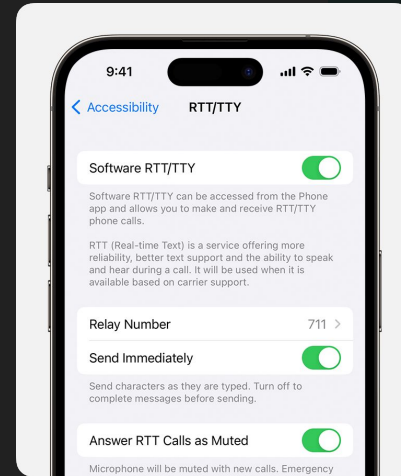 9:41
Accessibility RTT/TTY
Software RTT/TTY
Software RTT/TTY can be accessed from the Phone
app and allows you to make and receive RTT/TTY
phone calls.
RTT (Real-time Text) is a service offering more
reliability, better text support and the ability to speak
and hear during a call. It will be used when it is
available based on carrier support.
Relay Number 711
Send Immediately
Send characters as they are typed. Turn off to
complete messages before sending.
Answer RTT Calls as Muted
Microphone will be muted with new calls. Emergency